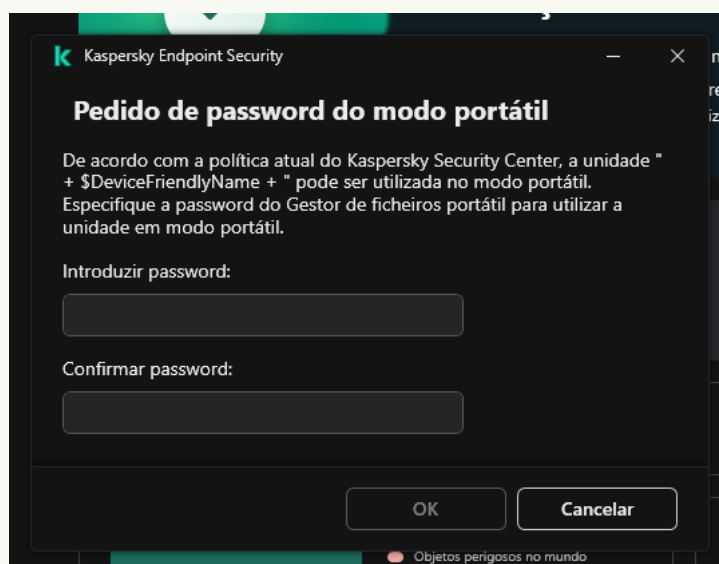 Kaspersky Endpoint Security
Pedido de password do modo portátil
De acordo com a política atual do Kaspersky Security Center, a unidade "
+ $DeviceFriendlyName + " pode ser utilizada no modo portátil.
Especifique a password do Gestor de ficheiros portátil para utilizar a
unidade em modo portátil.
Introduzir password:
Confirmar password:
OK
Cancelar
Objetos perigosos no mundo